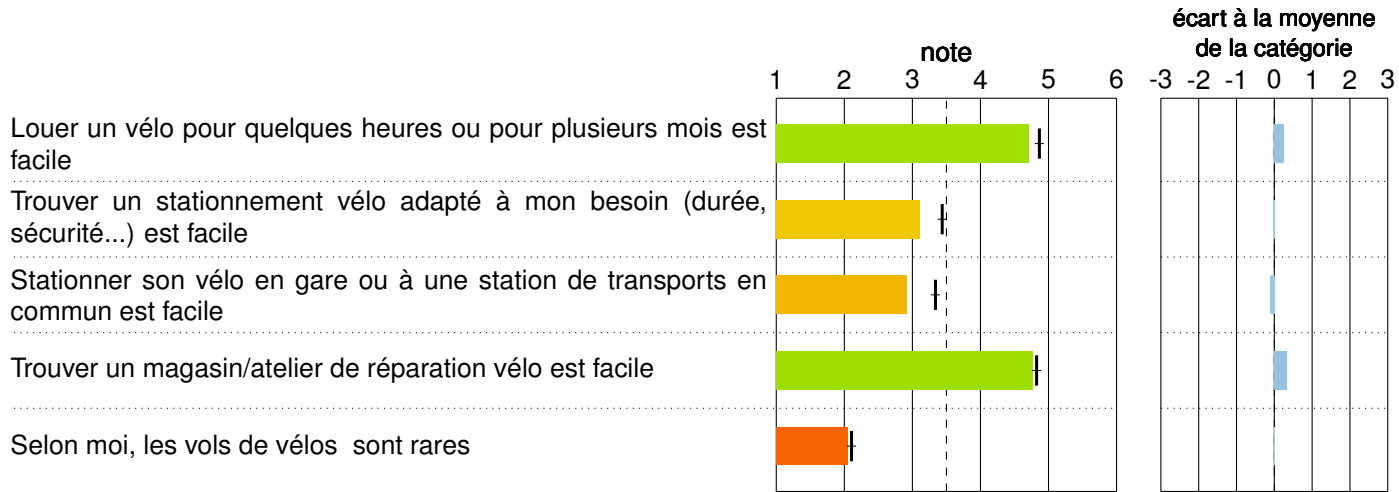 écart à la moyenne
de la catégorie
note
1 2 3 4 5 6
-3 -2 -1 0 1 2 3
Louer un vélo pour quelques heures ou pour plusieurs mois est
facile
Trouver un stationnement vélo adapté à mon besoin (durée,
sécurité...) est facile
Stationner son vélo en gare ou à une station de transports en
commun est facile
Trouver un magasin/atelier de réparation vélo est facile
Selon moi, les vols de vélos sont rares